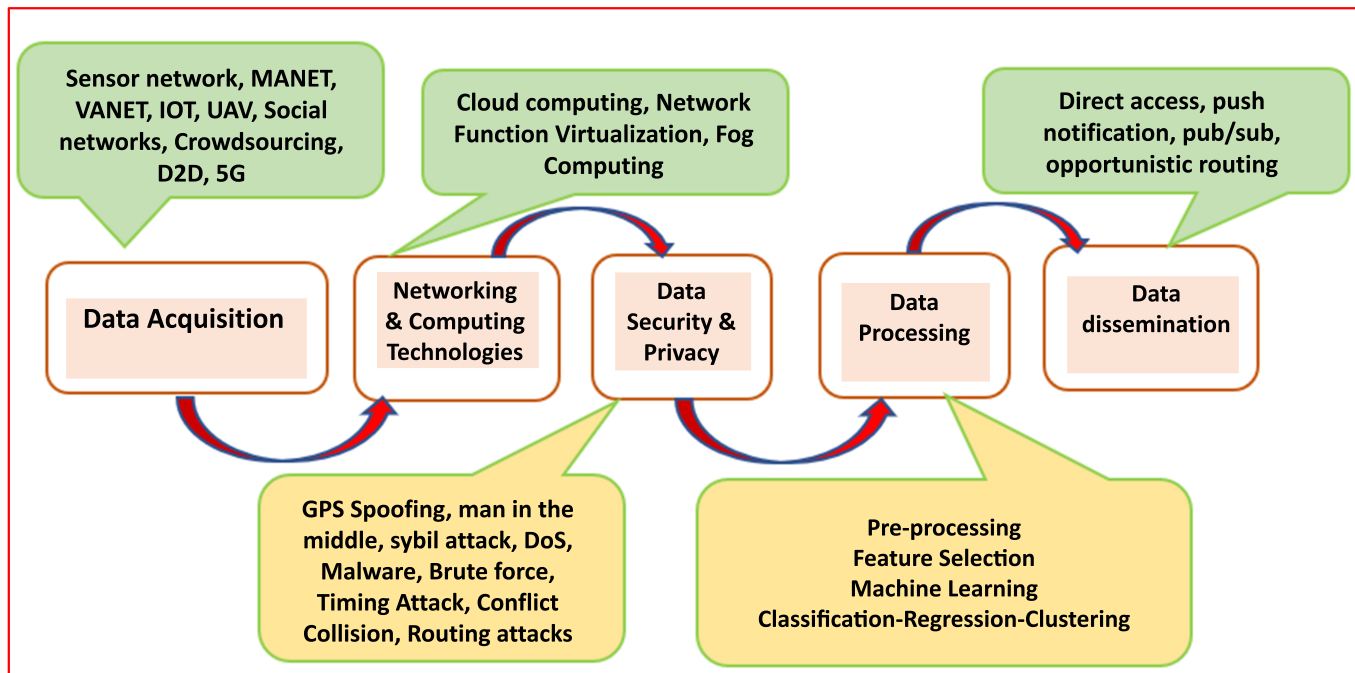 Sensor network, MANET,
VANET, IOT, UAV, Social
networks, Crowdsourcing,
D2D, 5G
Cloud computing, Network
Function Virtualization, Fog
Computing
Direct access, push
notification, pub/sub,
opportunistic routing
Data Acquisition
Networking
& Computing
Technologies
Data
Security &
Privacy
Data
Processing
Data
dissemination
GPS Spoofing, man in the
middle, sybil attack, DoS,
Malware, Brute force,
Timing Attack, Conflict
Collision, Routing attacks
Pre-processing
Feature Selection
Machine Learning
Classification-Regression-Clustering